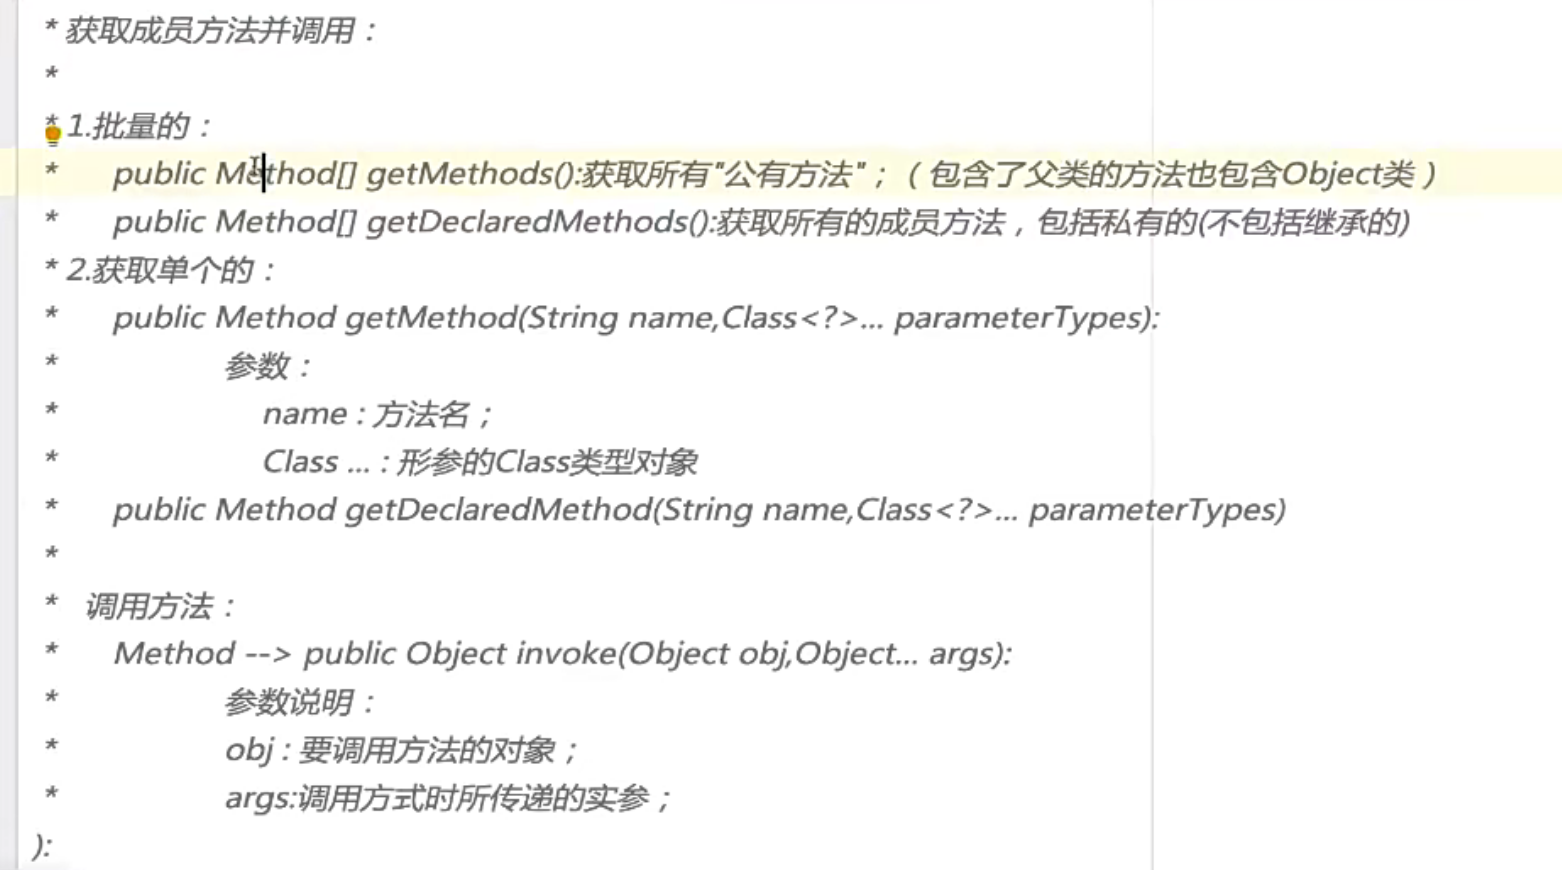 * 获取成员方法并调用：
*
* 1.批量的：
* public Method[] getMethods():获取所有"公有方法"；（包含了父类的方法也包含Object类）
* public Method[] getDeclaredMethods():获取所有的成员方法，包括私有的(不包括继承的)
* 2.获取单个的：
* public Method getMethod(String name,Class<?>... parameterTypes):
* 参数：
* name : 方法名；
* Class ... : 形参的Class类型对象
* public Method getDeclaredMethod(String name,Class<?>... parameterTypes)
*
* 调用方法：
* Method --> public Object invoke(Object obj,Object... args):
* 参数说明：
* obj : 要调用方法的对象；
* args:调用方式时所传递的实参；
):